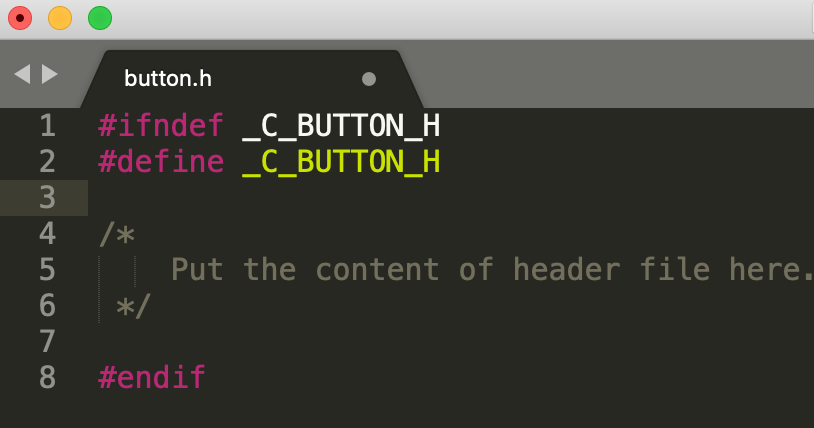 button.h
1 #ifndef _C_BUTTON_H
2 #define _C_BUTTON_H
3
4 /*
5 Put the content of header file here.
6 */
7
8 #endif